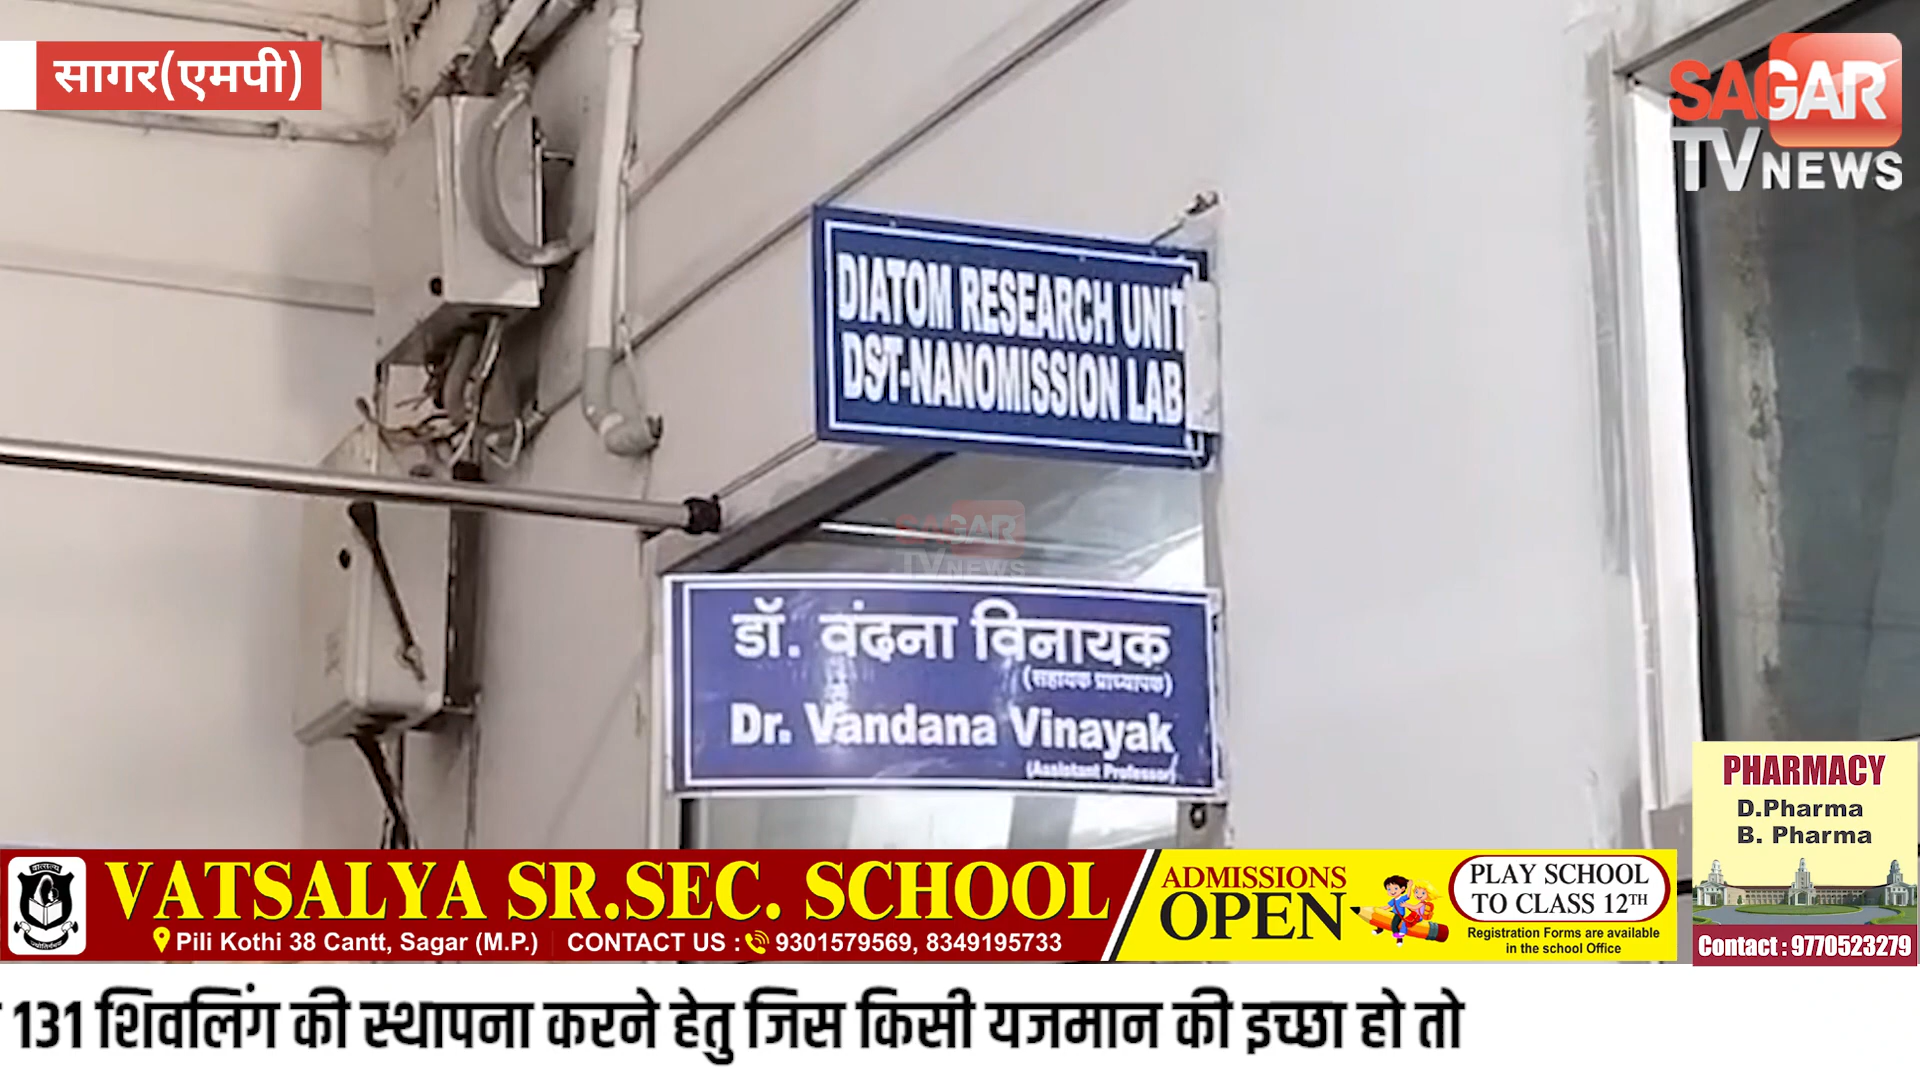 सागर(एमपी)
SAGAR
TV NEWS
DIATOM RESEARCH UNIT
DST-NANOMISSION LAB
SAGAR
TV NEWS
डॉ. वंदना विनायक
(सहायक प्राध्यापक)
Dr. Vandana Vinayak
(Assistant Professor)
PHARMACY
D.Pharma
B. Pharma
Contact : 9770523279
VATSALYA SR.SEC. SCHOOL
Pili Kothi 38 Cantt, Sagar (M.P.)
CONTACT US : 9301579569, 8349195733
ADMISSIONS
OPEN
PLAY SCHOOL
TO CLASS 12TH
Registration Forms are available
in the school Office
131 शिवलिंग की स्थापना करने हेतु जिस किसी यजमान की इच्छा हो तो